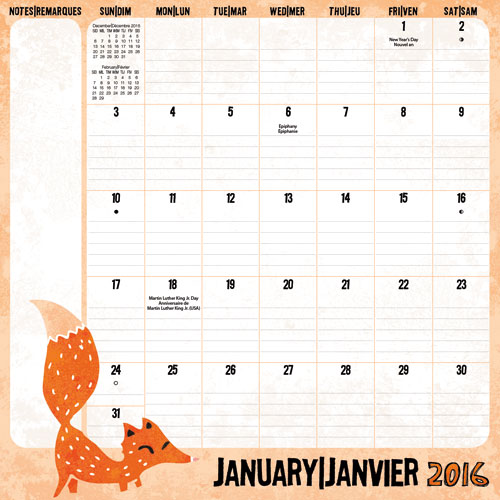 NOTES|REMARQUES SUN|DIM MON|LUN TUE|MAR WED|MER THU|JEU FRI|VEN SAT|SAM
December|Décembre 2015
SD ML TM WM TJ FV SS
1 2 3 4 5
6 7 8 9 10 11 12
13 14 15 16 17 18 19
20 21 22 23 24 25 26
27 28 29 30 31
February|Février
SD ML TM WM TJ FV SS
1 2 3 4 5 6
7 8 9 10 11 12 13
14 15 16 17 18 19 20
21 22 23 24 25 26 27
28 29
1 2
New Year's Day
Nouvel an
3 4 5 6 7 8 9
Epiphany
Épiphanie
10 11 12 13 14 15 16
17 18 19 20 21 22 23
Martin Luther King Jr. Day
Anniversaire de
Martin Luther King Jr. (USA)
24 25 26 27 28 29 30
31
JANUARY|JANVIER 2016